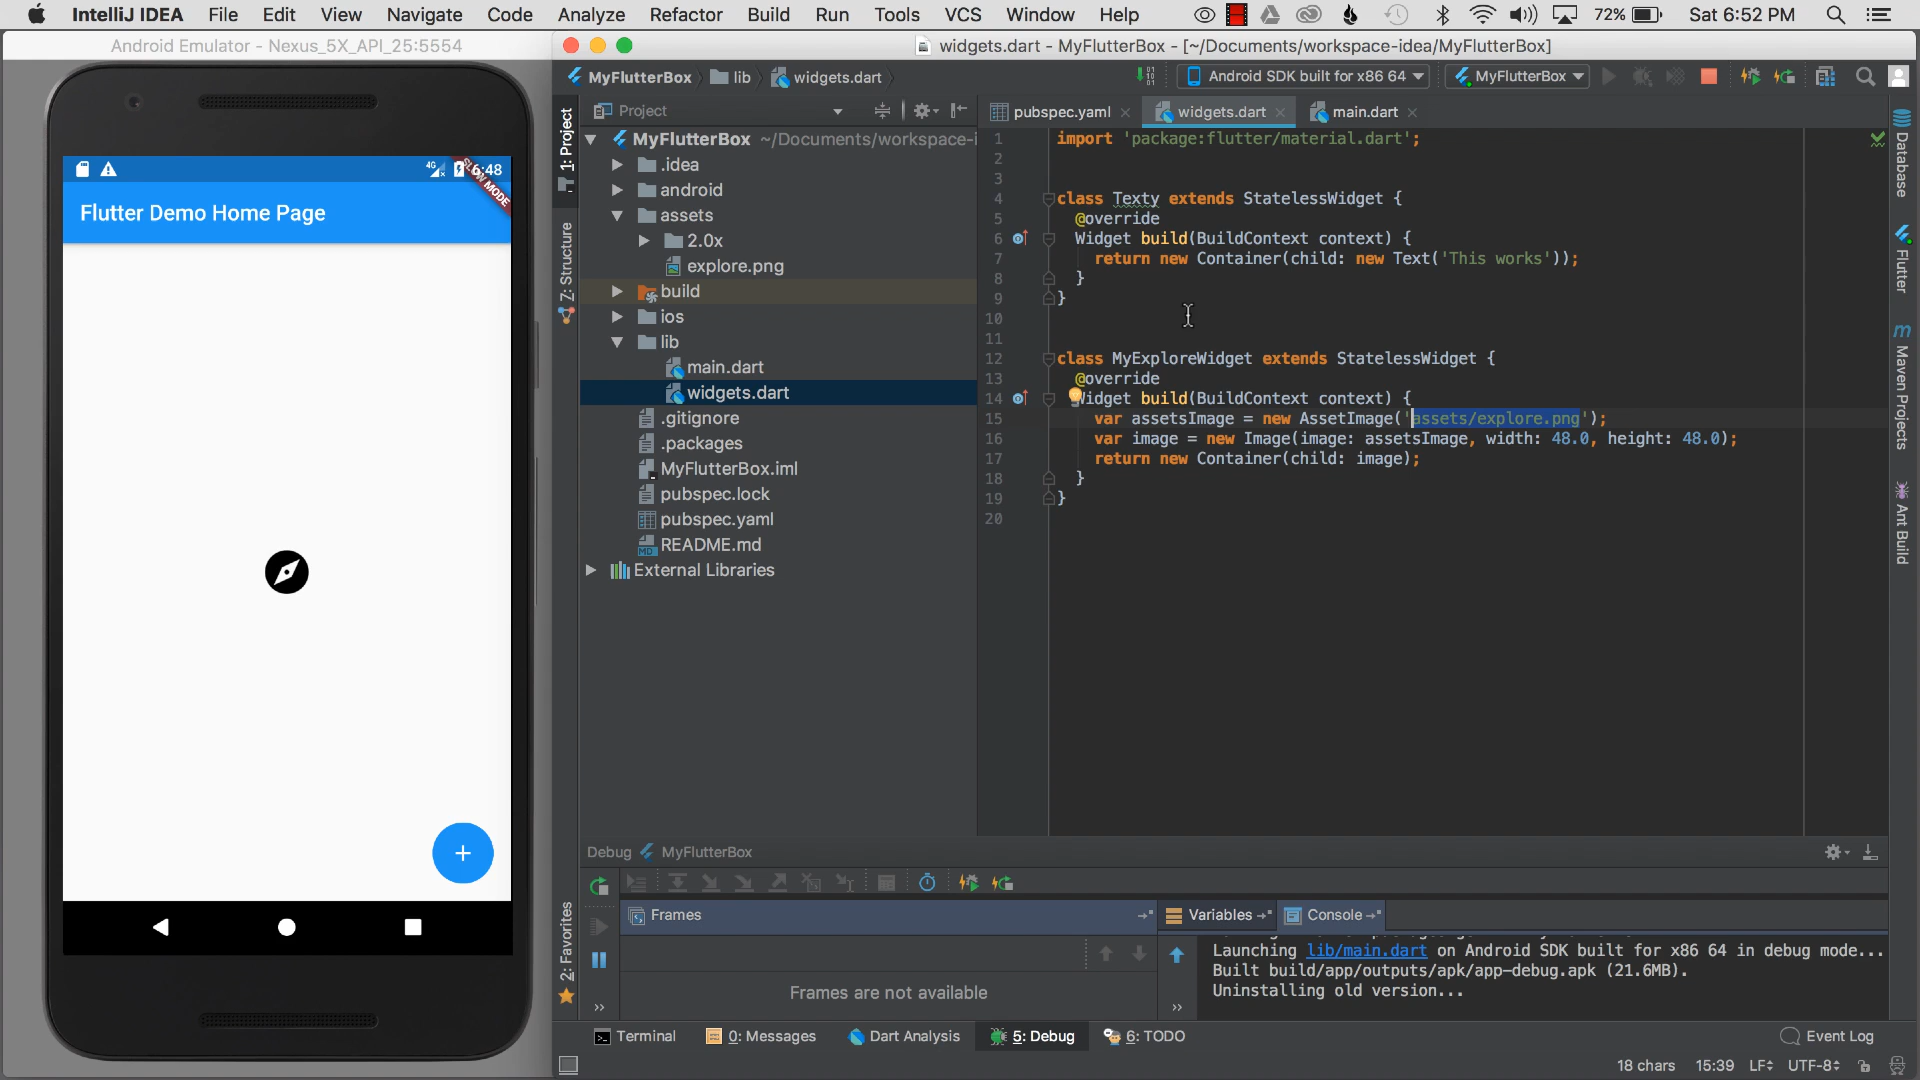 IntelliJ IDEA File Edit View Navigate Code Analyze Refactor Build Run Tools VCS Window Help 72% Sat 6:52 PM
Android Emulator - Nexus_5X_API_25:5554
widgets.dart - MyFlutterBox - [~/Documents/workspace-idea/MyFlutterBox]
MyFlutterBox lib widgets.dart
Android SDK built for x86 64 MyFlutterBox
4G 6:48
SLOW MODE
Flutter Demo Home Page
+
1: Project
Z: Structure
2: Favorites
Project
MyFlutterBox ~/Documents/workspace-i
.idea
android
assets
2.0x
explore.png
build
ios
lib
main.dart
widgets.dart
.gitignore
.packages
MyFlutterBox.iml
pubspec.lock
pubspec.yaml
README.md
External Libraries
pubspec.yaml widgets.dart main.dart
1 import 'package:flutter/material.dart';
2
3
4 class Texty extends StatelessWidget {
5 @override
6 Widget build(BuildContext context) {
7 return new Container(child: new Text('This works'));
8 }
9 }
10
11
12 class MyExploreWidget extends StatelessWidget {
13 @override
14 Widget build(BuildContext context) {
15 var assetsImage = new AssetImage('assets/explore.png');
16 var image = new Image(image: assetsImage, width: 48.0, height: 48.0);
17 return new Container(child: image);
18 }
19 }
20
Database
Flutter
Maven Projects
Ant Build
Debug MyFlutterBox
Frames
Variables Console
Frames are not available
Launching lib/main.dart on Android SDK built for x86 64 in debug mode...
Built build/app/outputs/apk/app-debug.apk (21.6MB).
Uninstalling old version...
Terminal 0: Messages Dart Analysis 5: Debug 6: TODO Event Log
18 chars 15:39 LF UTF-8